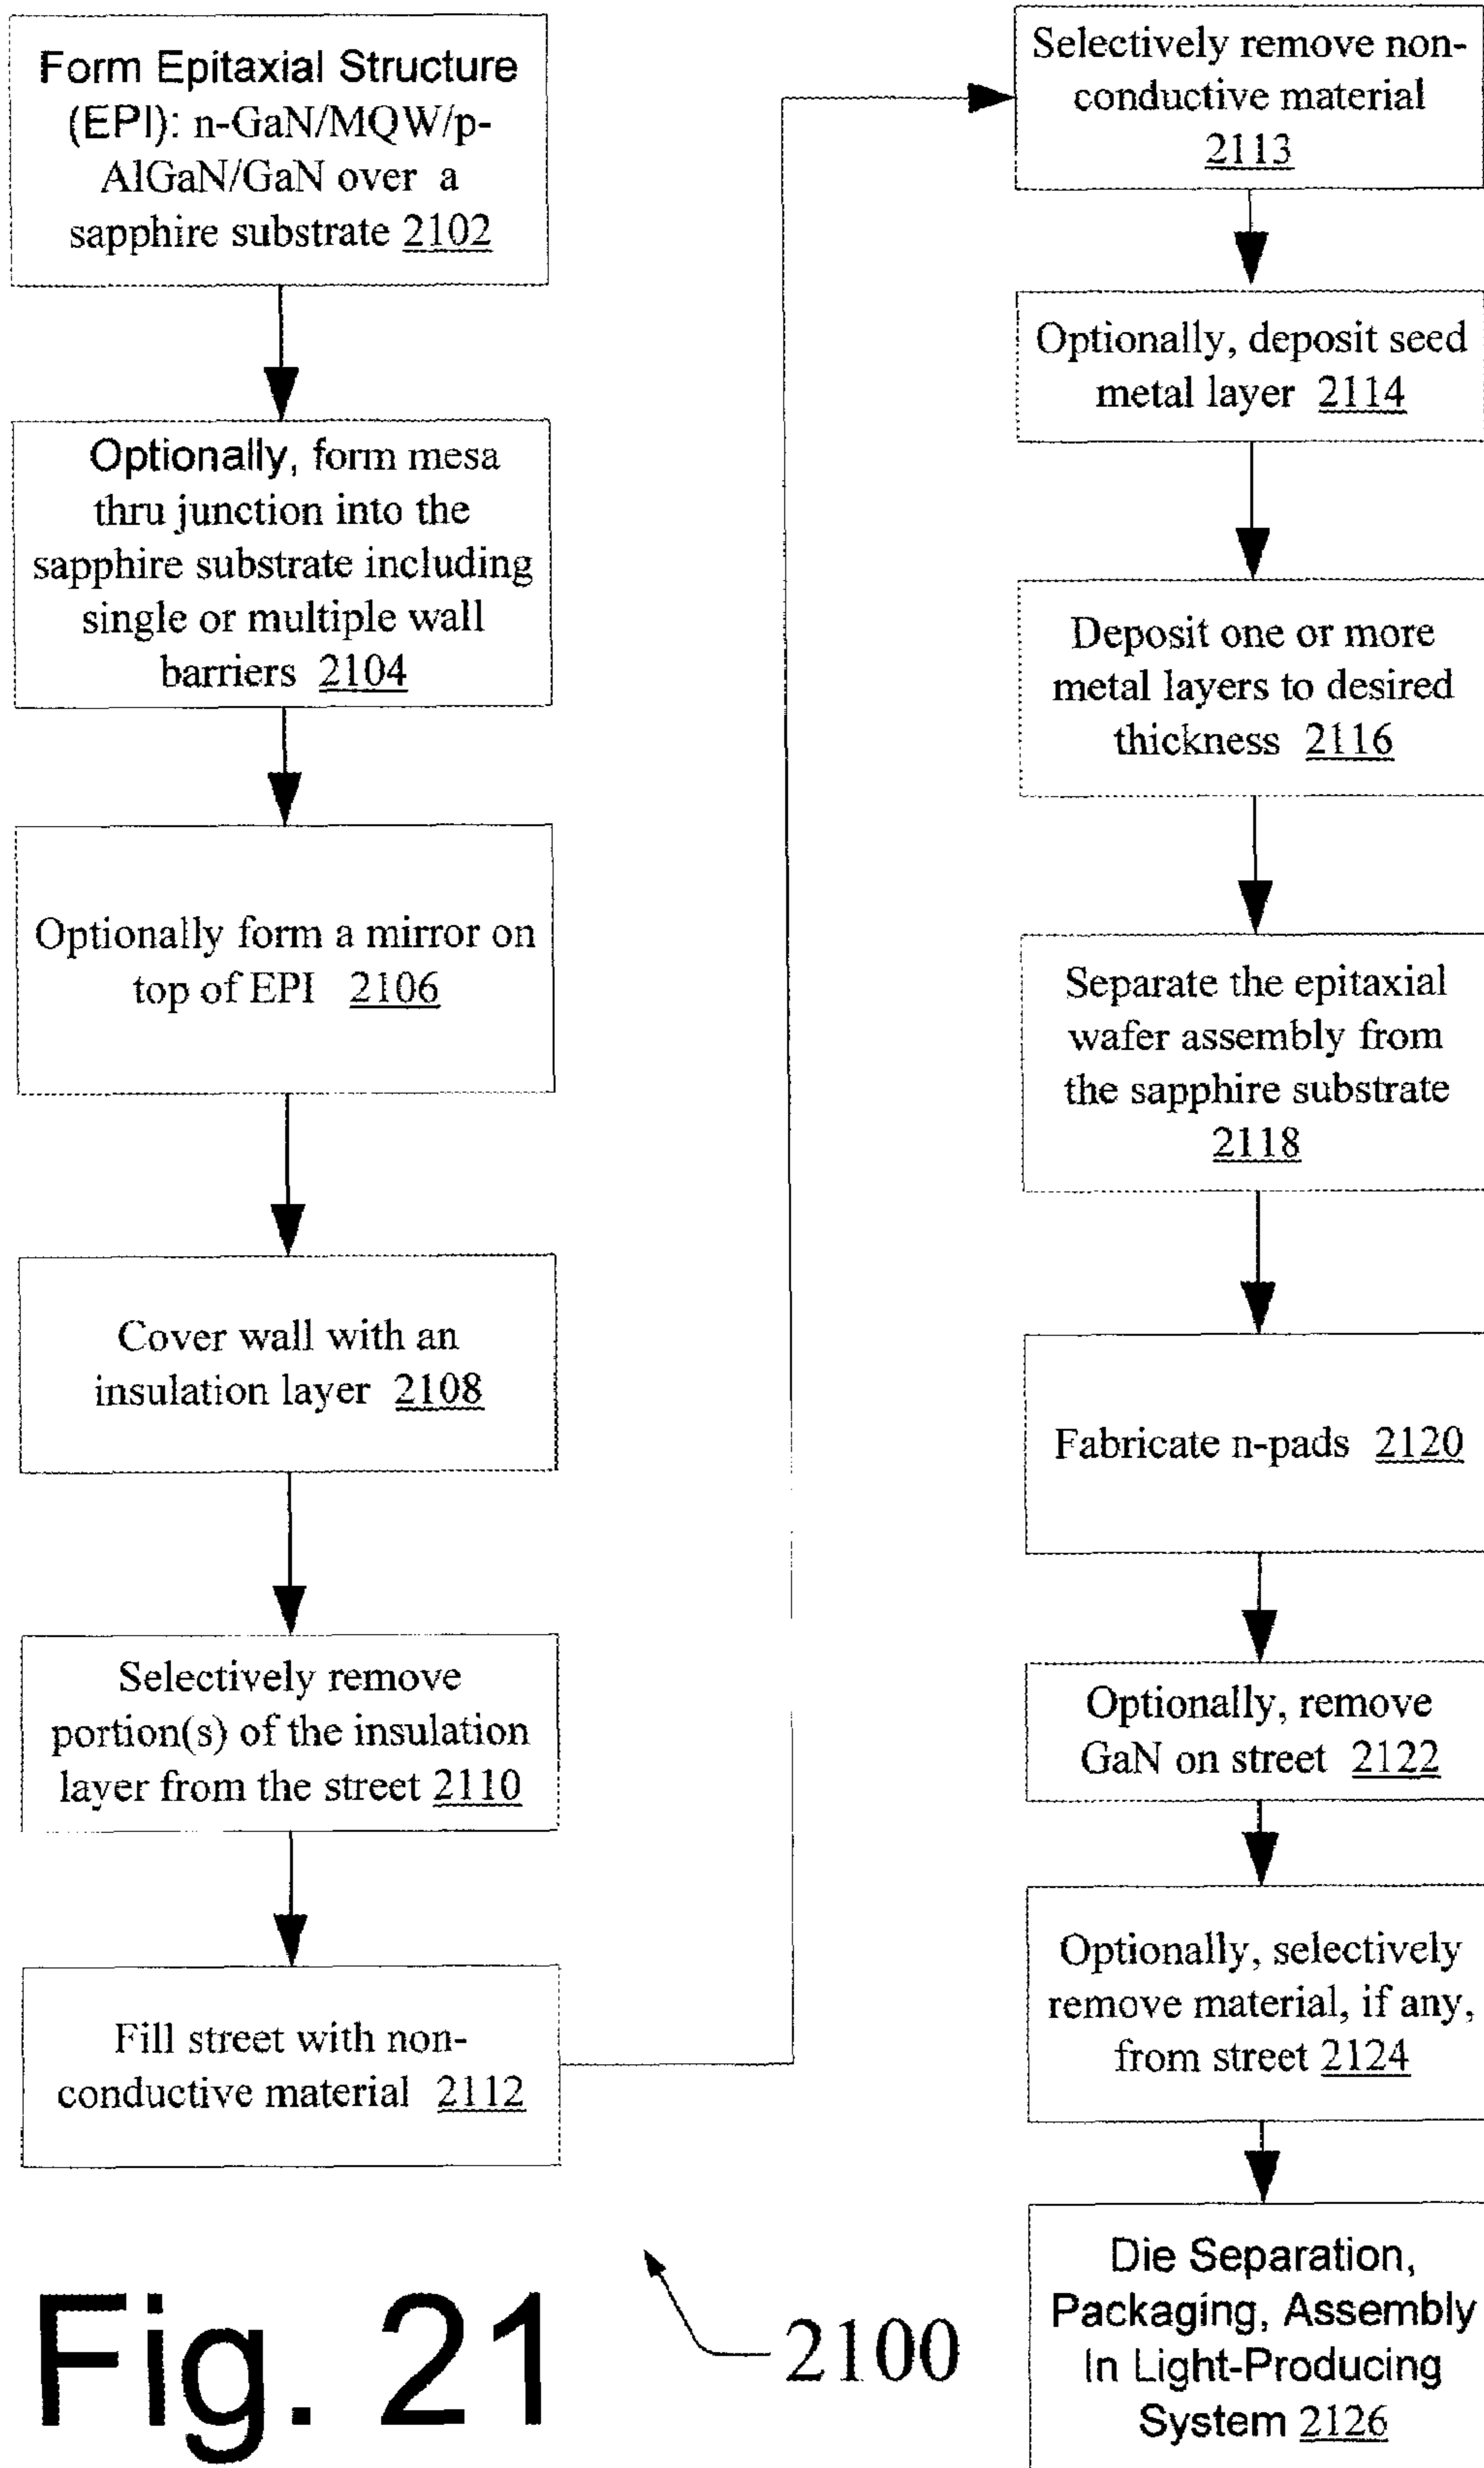 Form Epitaxial Structure
(EPI): n-GaN/MQW/p-
AlGaN/GaN over a
sapphire substrate 2102
Optionally, form mesa
thru junction into the
sapphire substrate including
single or multiple wall
barriers 2104
Optionally form a mirror on
top of EPI 2106
Cover wall with an
insulation layer 2108
Selectively remove
portion(s) of the insulation
layer from the street 2110
Fill street with non-
conductive material 2112
Selectively remove non-
conductive material
2113
Optionally, deposit seed
metal layer 2114
Deposit one or more
metal layers to desired
thickness 2116
Separate the epitaxial
wafer assembly from
the sapphire substrate
2118
Fabricate n-pads 2120
Optionally, remove
GaN on street 2122
Optionally, selectively
remove material, if any,
from street 2124
Die Separation,
Packaging, Assembly
In Light-Producing
System 2126
Fig. 21
2100